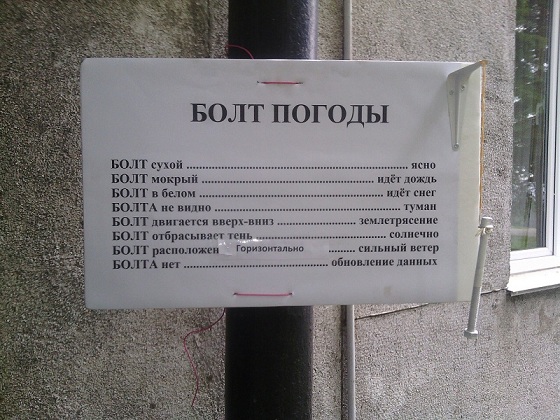 БОЛТ ПОГОДЫ
БОЛТ сухой ........................................................................ ясно
БОЛТ мокрый ........................................................ идёт дождь
БОЛТ в белом ............................................................ идёт снег
БОЛТА не видно .............................................................. туман
БОЛТ двигается вверх-вниз .......................... землетрясение
БОЛТ отбрасывает тень ............................................ солнечно
БОЛТ расположен Горизонтально ........ сильный ветер
БОЛТА нет ............................................... обновление данных